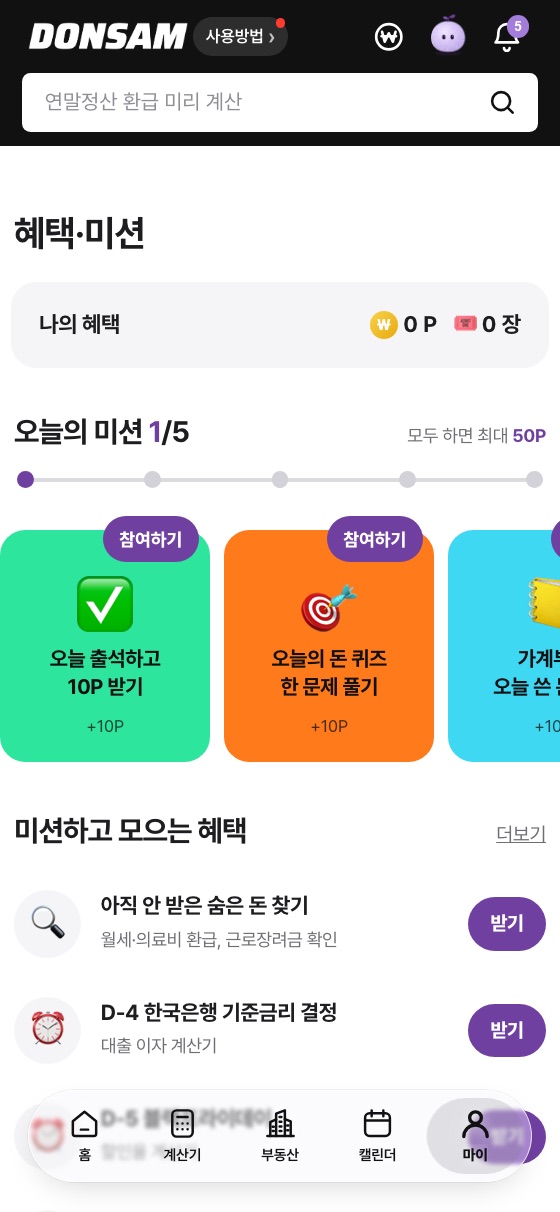 DONSAM 사용방법 ›
5
연말정산 환급 미리 계산
혜택·미션
나의 혜택 0 P 0 장
오늘의 미션 1/5 모두 하면 최대 50P
참여하기 참여하기
오늘 출석하고
10P 받기
+10P
오늘의 돈 퀴즈
한 문제 풀기
+10P
오늘 쓴
미션하고 모으는 혜택 더보기
아직 안 받은 숨은 돈 찾기
월세·의료비 환급, 근로장려금 확인
받기
D-4 한국은행 기준금리 결정
대출 이자 계산기
받기
D-5
받기
홈 계산기 부동산 캘린더 마이